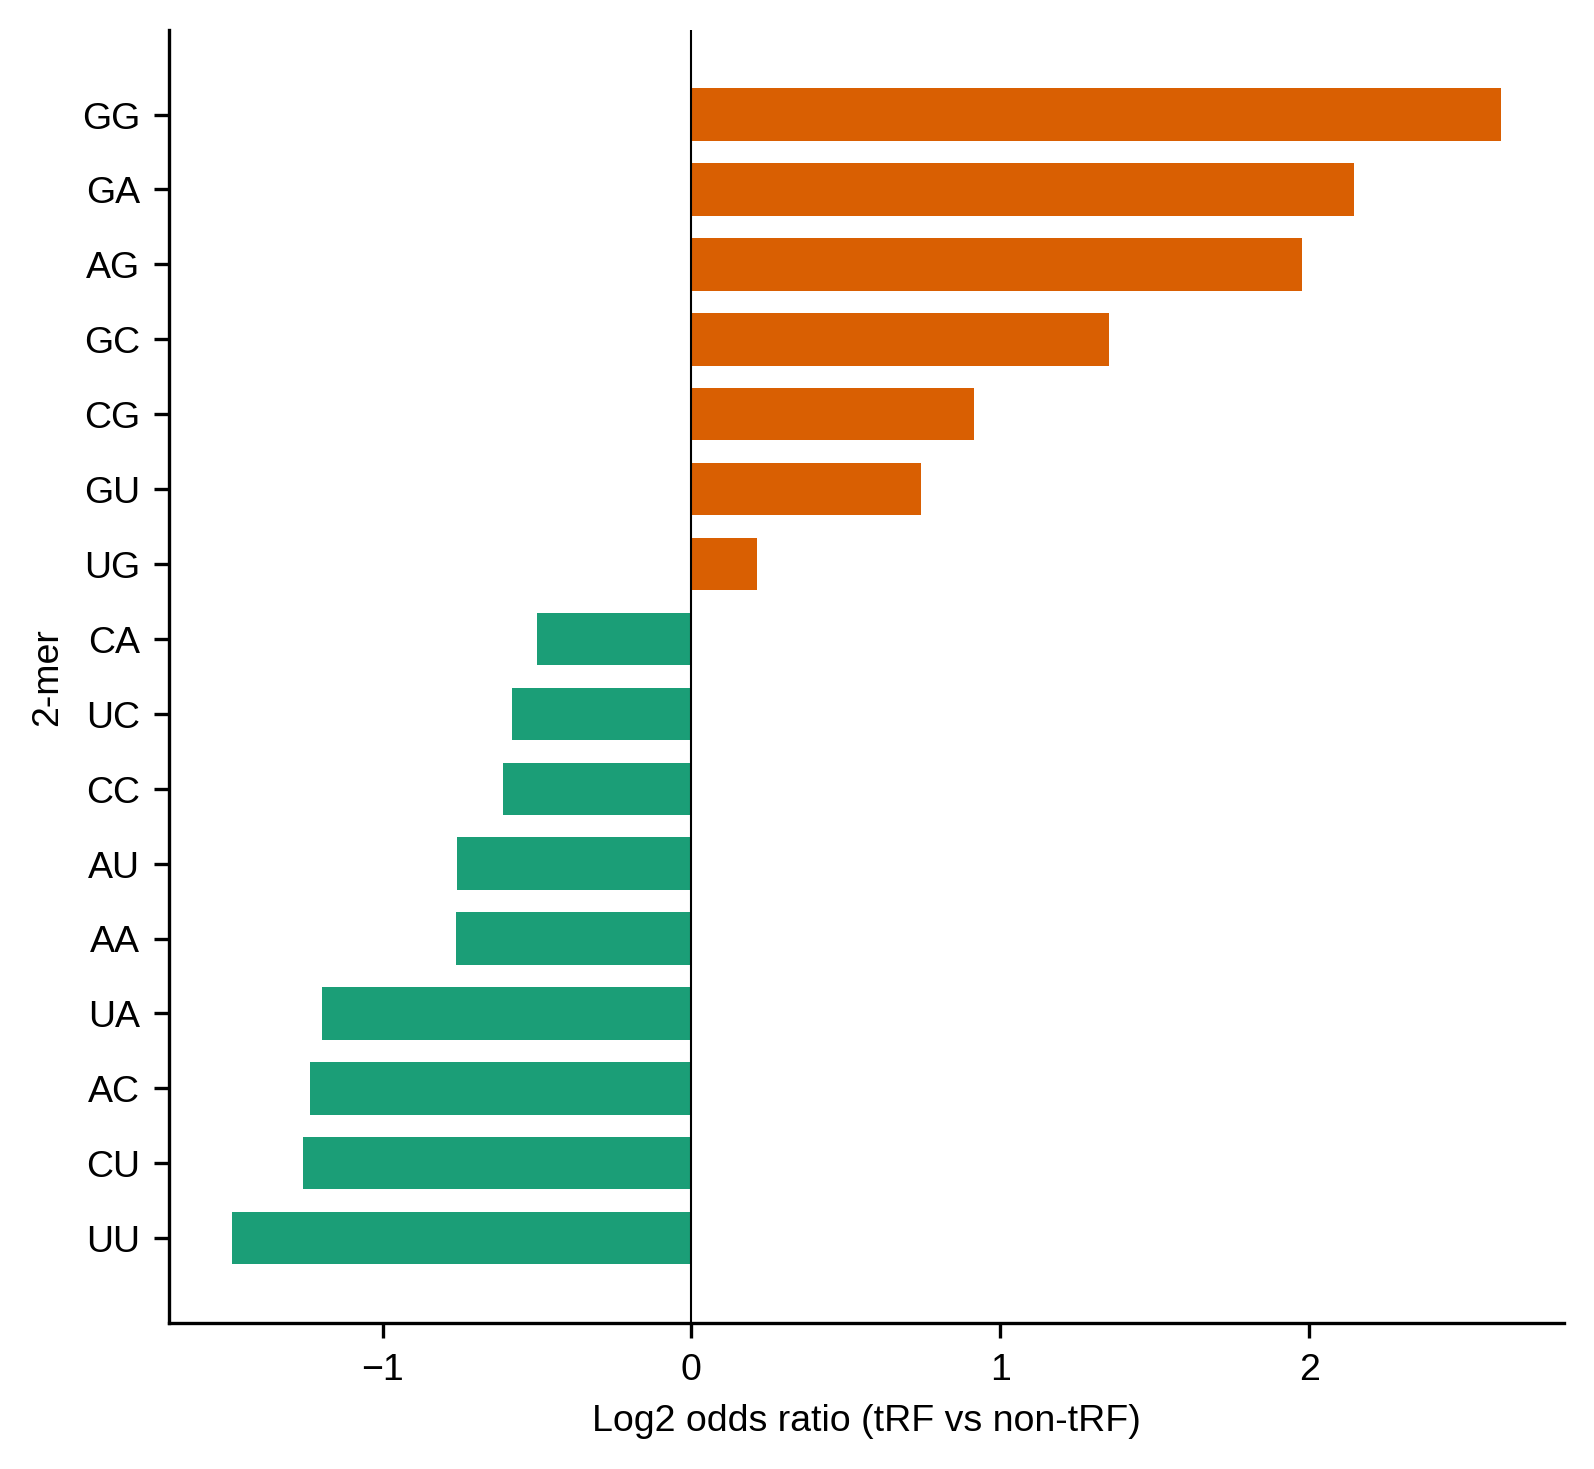 GG
GA
AG
GC
CG
GU
UG
CA
UC
CC
AU
AA
UA
AC
CU
UU
2-mer
−1 0 1 2
Log2 odds ratio (tRF vs non-tRF)